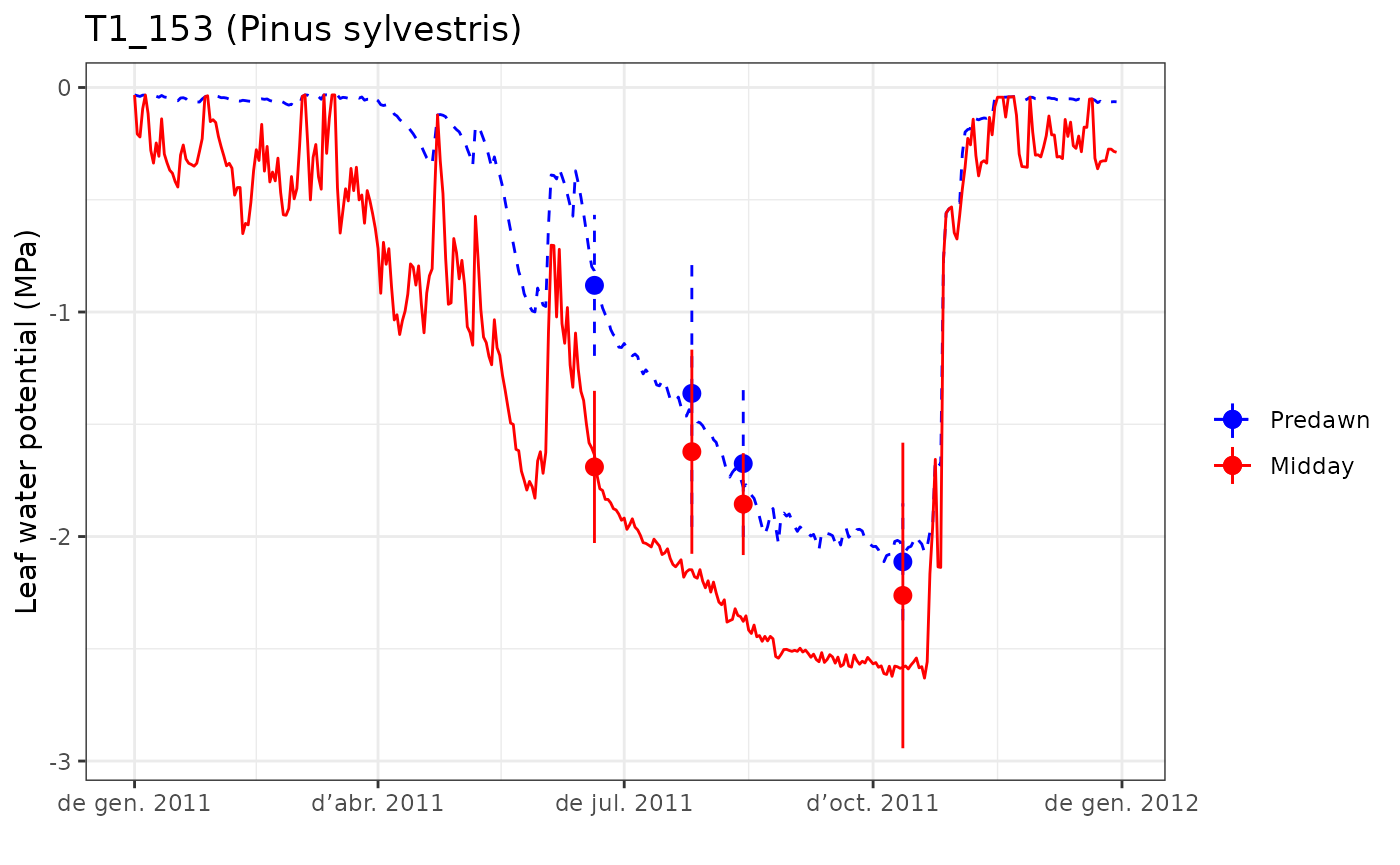 T1_153 (Pinus sylvestris)
Leaf water potential (MPa)
0
-1
-2
-3
de gen. 2011
d’abr. 2011
de jul. 2011
d’oct. 2011
de gen. 2012
Predawn
Midday